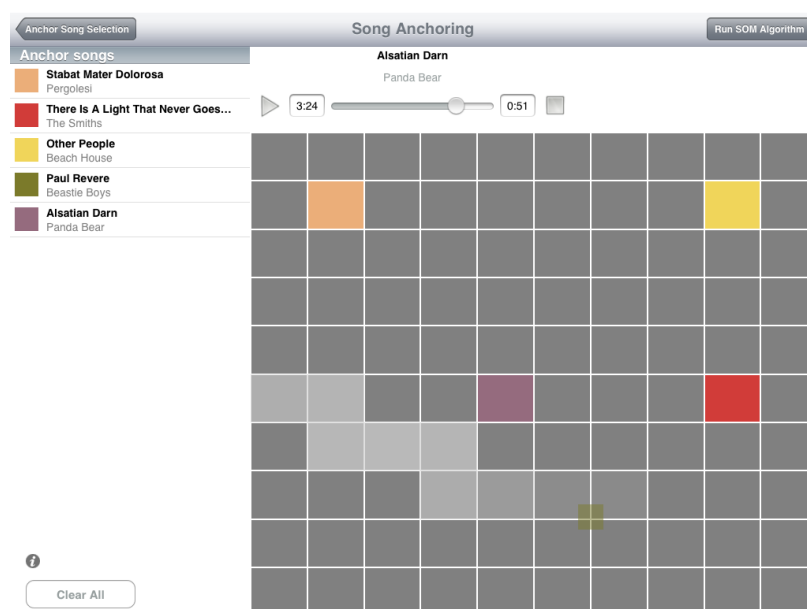 Anchor Song Selection
Song Anchoring
Run SOM Algorithm
Anchor songs
Stabat Mater Dolorosa
Pergolesi
There Is A Light That Never Goes…
The Smiths
Other People
Beach House
Paul Revere
Beastie Boys
Alsatian Darn
Panda Bear
Alsatian Darn
Panda Bear
3:24
0:51
i
Clear All